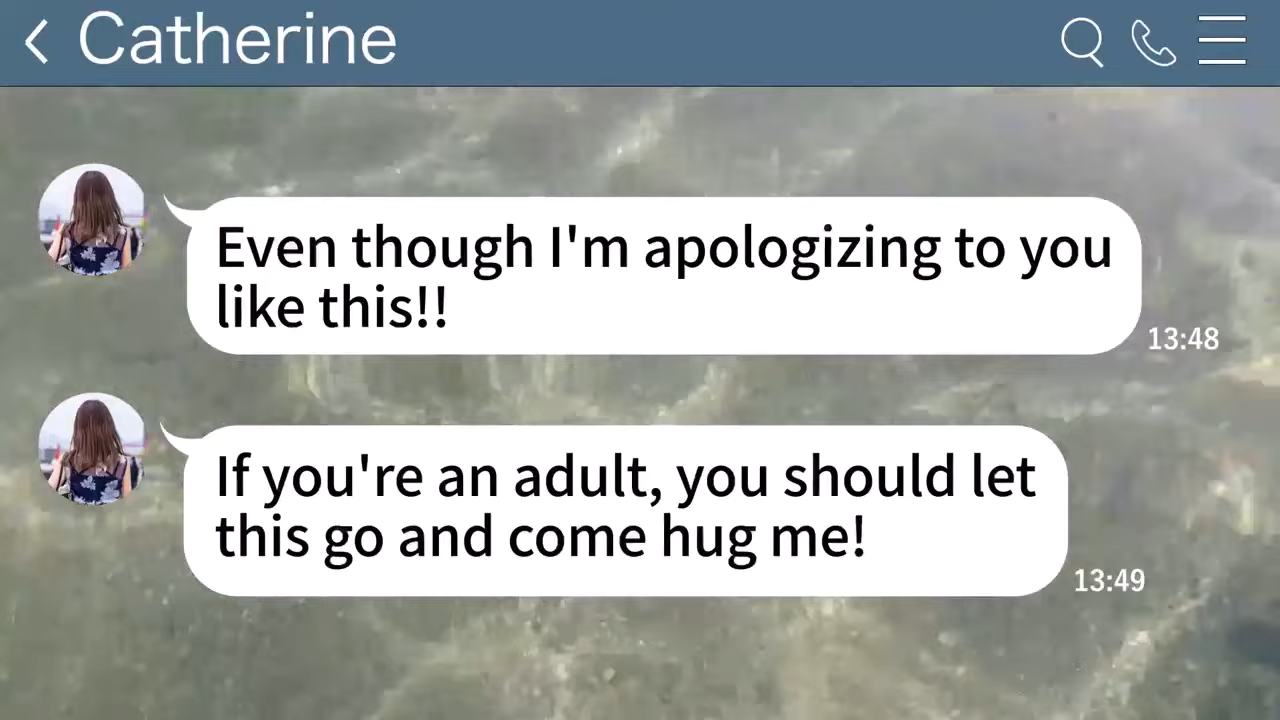 Catherine
Even though I'm apologizing to you
like this!!
13:48
If you're an adult, you should let
this go and come hug me!
13:49